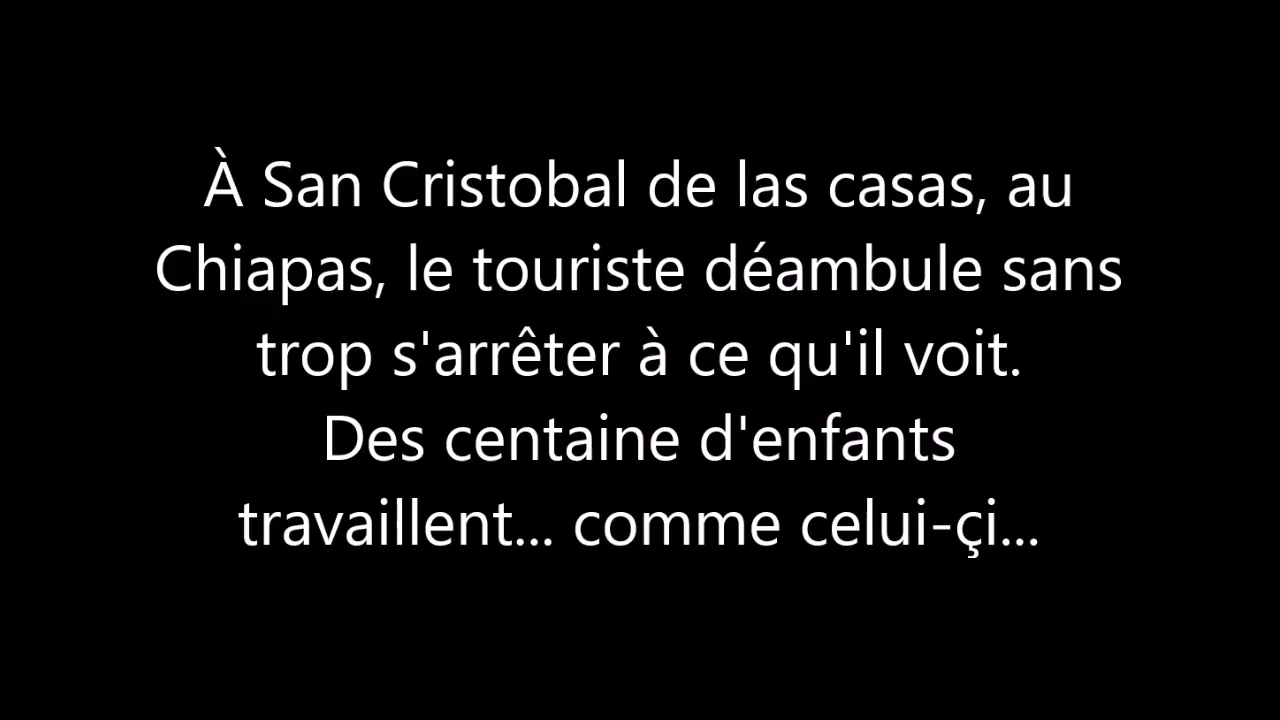 À San Cristobal de las casas, au
Chiapas, le touriste déambule sans
trop s'arrêter à ce qu'il voit.
Des centaine d'enfants
travaillent... comme celui-çi...